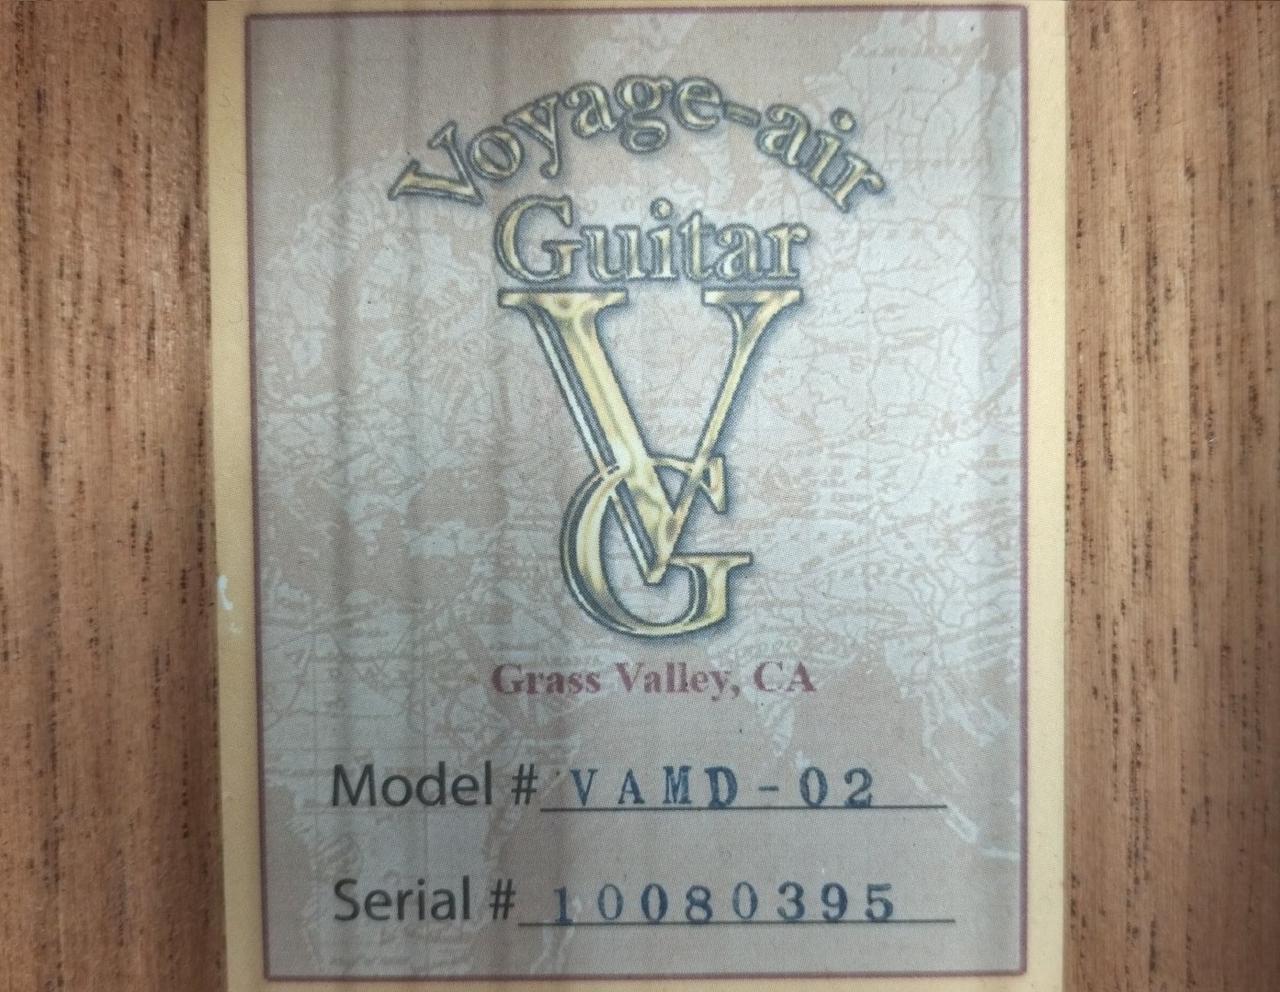 Voyage-air
Guitar
VG
Grass Valley, CA
Model # VAMD-02
Serial # 10080395